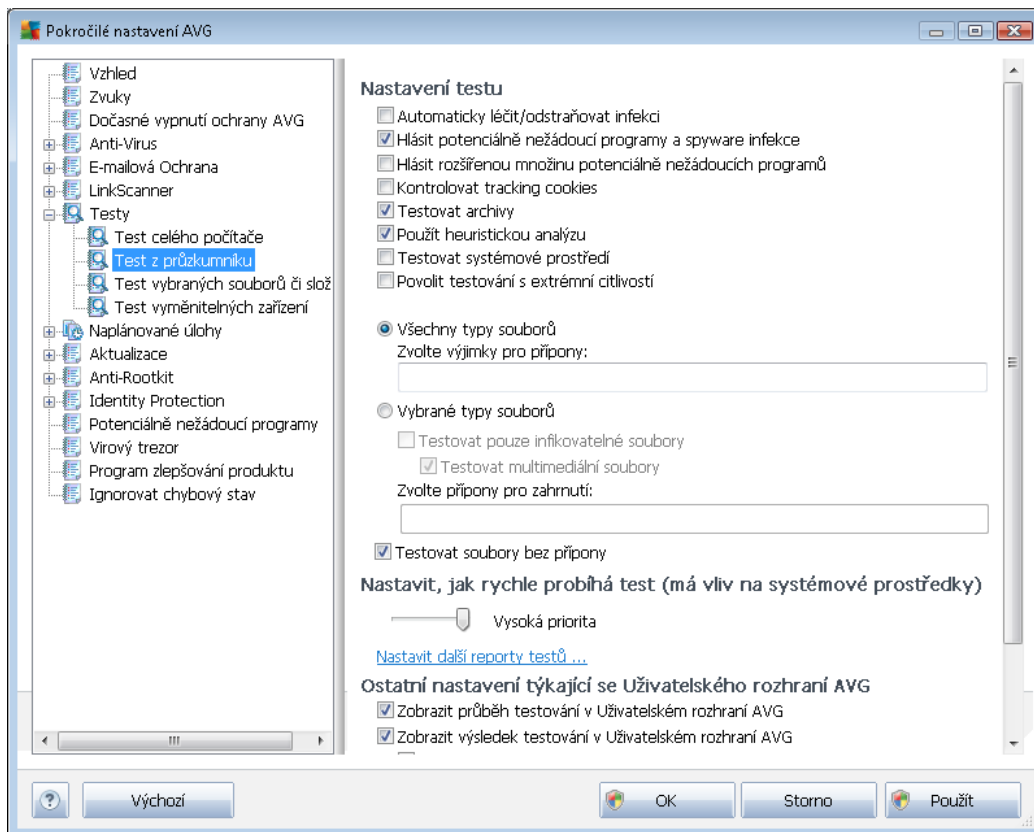 Pokročilé nastavení AVG
Vzhled
Zvuky
Dočasné vypnutí ochrany AVG
Anti-Virus
E-mailová Ochrana
LinkScanner
Testy
Test celého počítače
Test z průzkumníku
Test vybraných souborů či slož
Test vyměnitelných zařízení
Naplánované úlohy
Aktualizace
Anti-Rootkit
Identity Protection
Potenciálně nežádoucí programy
Virový trezor
Program zlepšování produktu
Ignorovat chybový stav
Nastavení testu
Automaticky léčit/odstraňovat infekci
Hlásit potenciálně nežádoucí programy a spyware infekce
Hlásit rozšířenou množinu potenciálně nežádoucích programů
Kontrolovat tracking cookies
Testovat archivy
Použít heuristickou analýzu
Testovat systémové prostředí
Povolit testování s extrémní citlivostí
Všechny typy souborů
Zvolte výjimky pro přípony:
Vybrané typy souborů
Testovat pouze infikovatelné soubory
Testovat multimediální soubory
Zvolte přípony pro zahrnutí:
Testovat soubory bez přípony
Nastavit, jak rychle probíhá test (má vliv na systémové prostředky)
Vysoká priorita
Nastavit další reporty testů ...
Ostatní nastavení týkající se Uživatelského rozhraní AVG
Zobrazit průběh testování v Uživatelském rozhraní AVG
Zobrazit výsledek testování v Uživatelském rozhraní AVG
? Výchozí OK Storno Použít